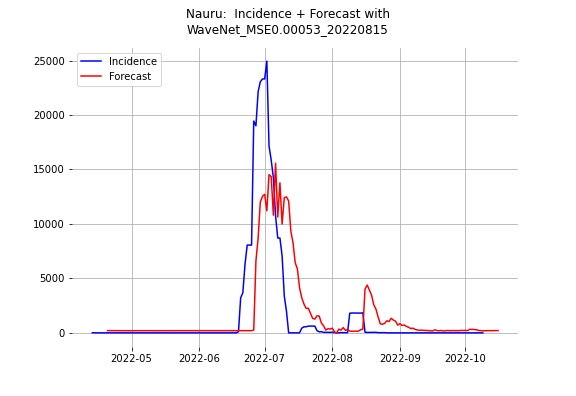 Nauru:  Incidence + Forecast with
WaveNet_MSE0.00053_20220815
Incidence
Forecast
25000
20000
15000
10000
5000
0
2022-05 2022-06 2022-07 2022-08 2022-09 2022-10